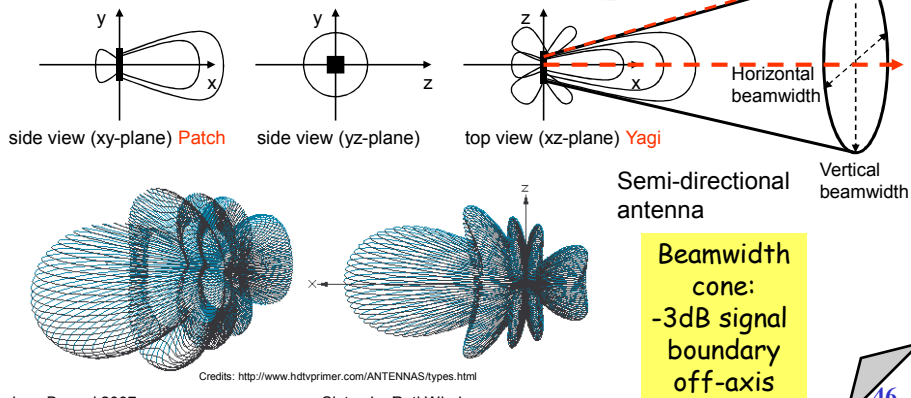 y
y
z
x
z
x
Horizontal
beamwidth
side view (xy-plane) Patch
side view (yz-plane)
top view (xz-plane) Yagi
Vertical
beamwidth
Semi-directional
antenna
z
X
Beamwidth
cone:
-3dB signal
boundary
off-axis
Credits: http://www.hdtvprimer.com/ANTENNAS/types.html
2007
46